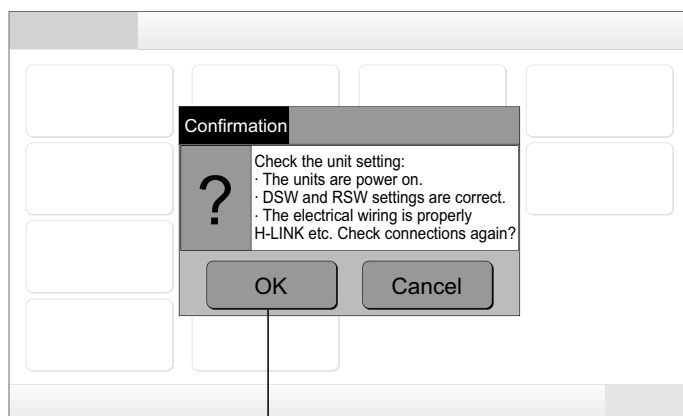 Confirmation
Check the unit setting:
· The units are power on.
· DSW and RSW settings are correct.
· The electrical wiring is properly
H-LINK etc. Check connections again?
?
OK
Cancel